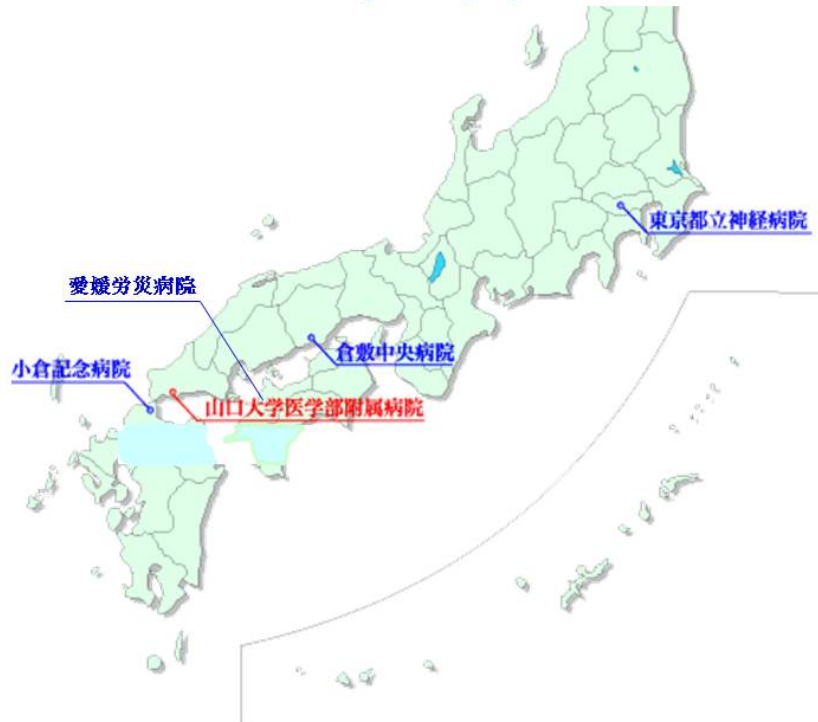 東京都立神経病院
愛媛労災病院
倉敷中央病院
小倉記念病院
山口大学医学部附属病院